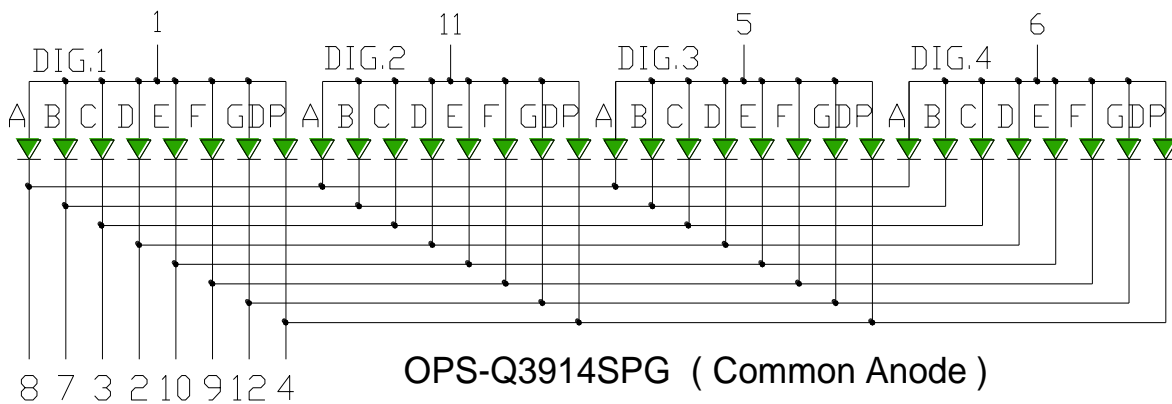 1 11 5 6
DIG.1 DIG.2 DIG.3 DIG.4
A B C D E F G DP A B C D E F G DP A B C D E F G DP A B C D E F G DP
8 7 3 2 10 9 12 4
OPS-Q3914SPG ( Common Anode )